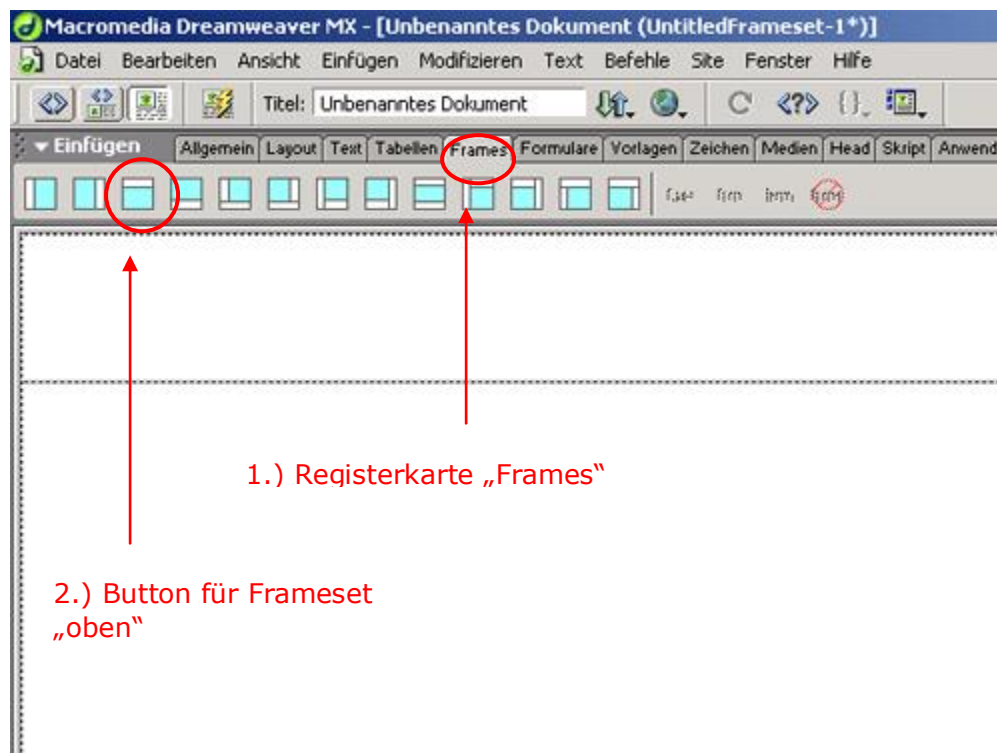 Macromedia Dreamweaver MX - [Unbenanntes Dokument (UntitledFrameset-1*)]
Datei Bearbeiten Ansicht Einfügen Modifizieren Text Befehle Site Fenster Hilfe
Titel: Unbenanntes Dokument
Einfügen Allgemein Layout Text Tabellen Frames Formulare Vorlagen Zeichen Medien Head Skript Anwend
1.) Registerkarte „Frames“
2.) Button für Frameset
„oben“